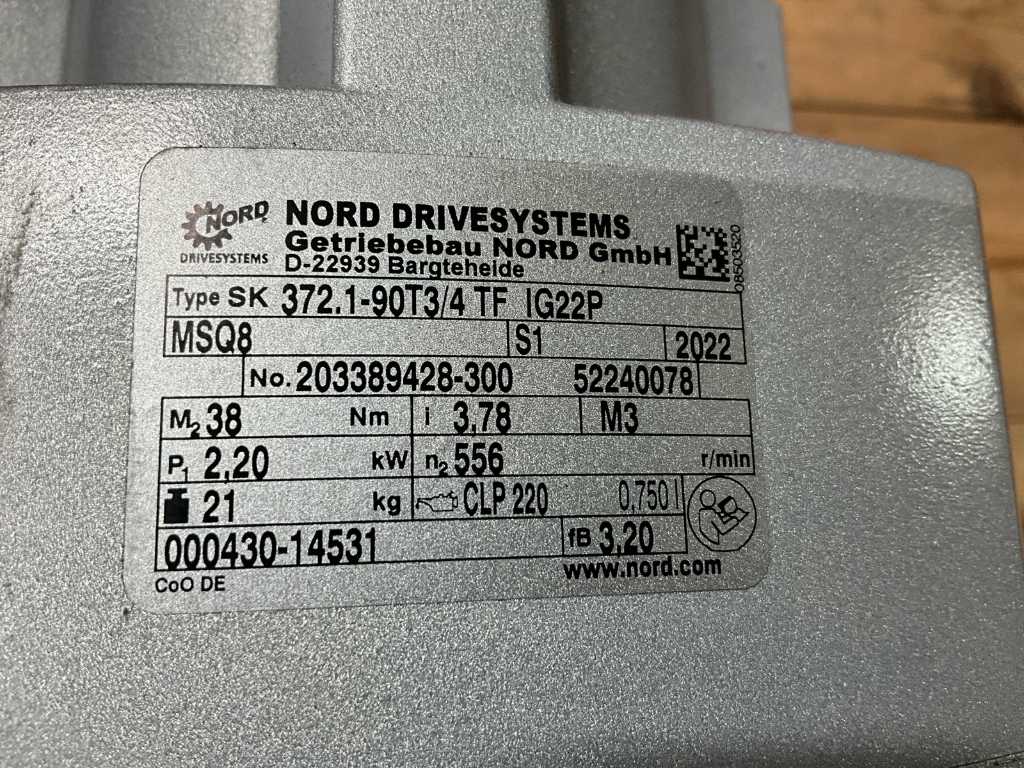 NORD
DRIVESYSTEMS
NORD DRIVESYSTEMS
Getriebebau NORD GmbH
D-22939 Bargteheide
08503520
Type SK 372.1-90T3/4 TF IG22P
MSQ8 S1 2022
No. 203389428-300 52240078
M2 38 Nm i 3,78 M3
P1 2,20 kW n2 556 r/min
21 kg CLP 220 0,750 l
000430-14531 fB 3,20
CoO DE www.nord.com